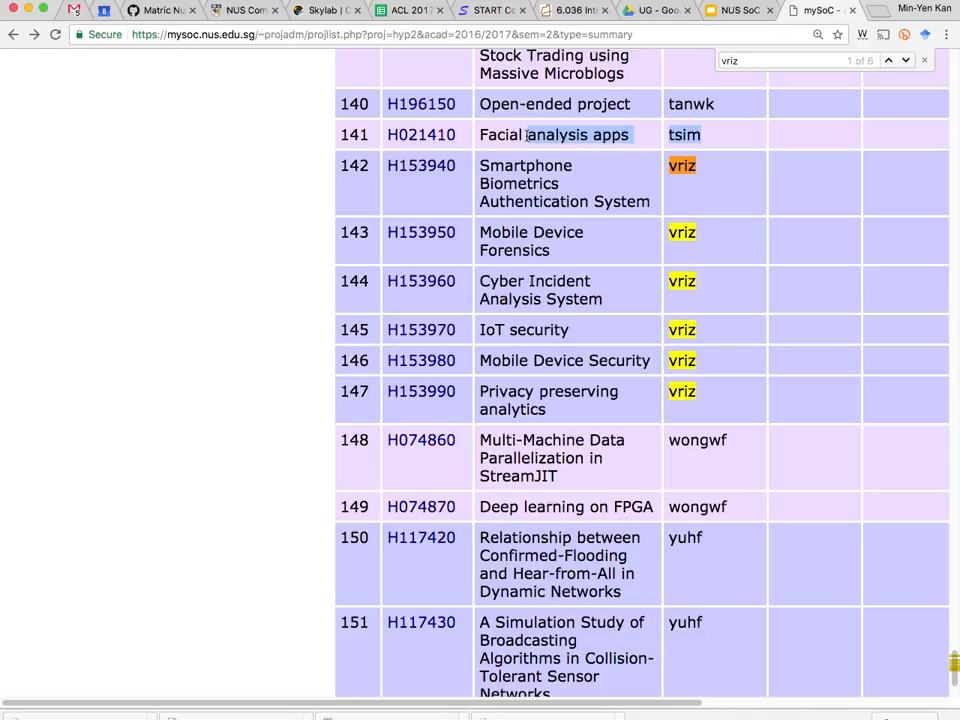 Matric Nu
NUS Com
Skylab | C
ACL 2017
START Co
6.036 Int
UG - Goo
NUS SoC
mySoC -
Min-Yen Kan
Secure
https://mysoc.nus.edu.sg/~projadm/projlist.php?proj=hyp2&acad=2016/2017&sem=2&type=summary
vriz 1 of 6
Stock Trading using
Massive Microblogs
140 H196150 Open-ended project tanwk
141 H021410 Facial analysis apps tsim
142 H153940 Smartphone vriz
Biometrics
Authentication System
143 H153950 Mobile Device vriz
Forensics
144 H153960 Cyber Incident vriz
Analysis System
145 H153970 IoT security vriz
146 H153980 Mobile Device Security vriz
147 H153990 Privacy preserving vriz
analytics
148 H074860 Multi-Machine Data wongwf
Parallelization in
StreamJIT
149 H074870 Deep learning on FPGA wongwf
150 H117420 Relationship between yuhf
Confirmed-Flooding
and Hear-from-All in
Dynamic Networks
151 H117430 A Simulation Study of yuhf
Broadcasting
Algorithms in Collision-
Tolerant Sensor
Networks